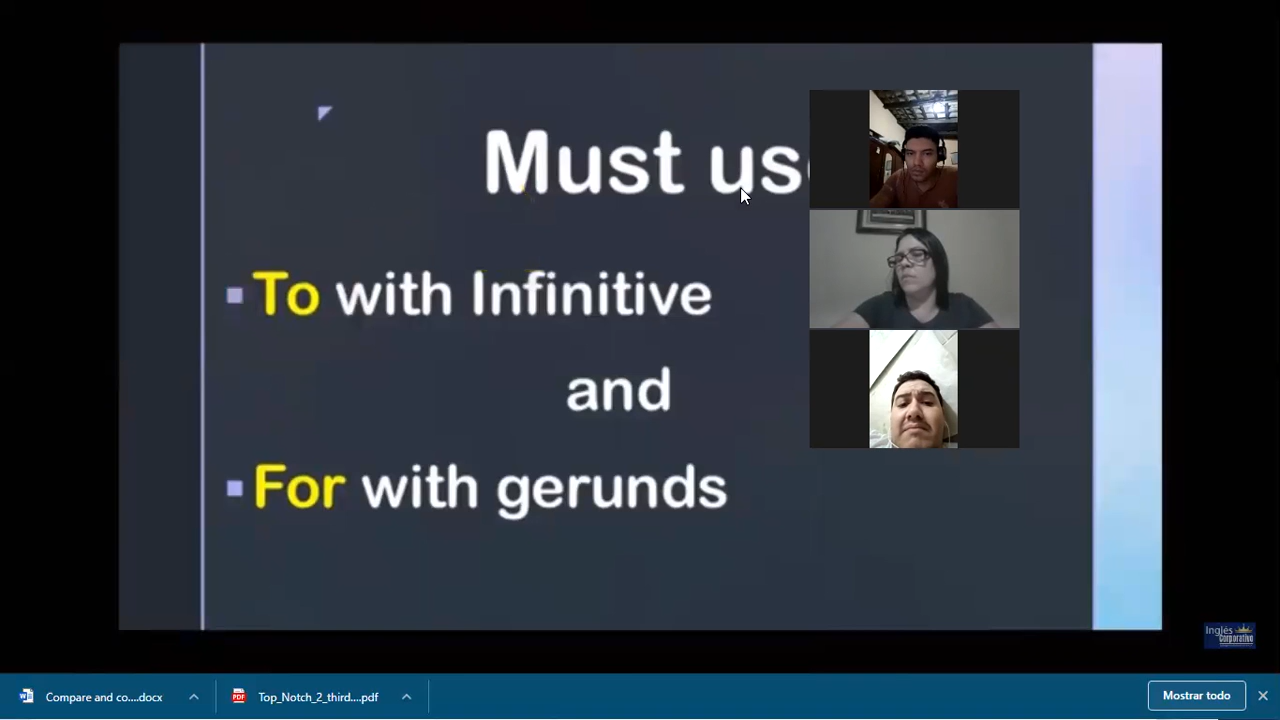 Must us
To with Infinitive
and
For with gerunds
Inglés
Corporativo
Compare and co....docx
Top_Notch_2_third....pdf
Mostrar todo